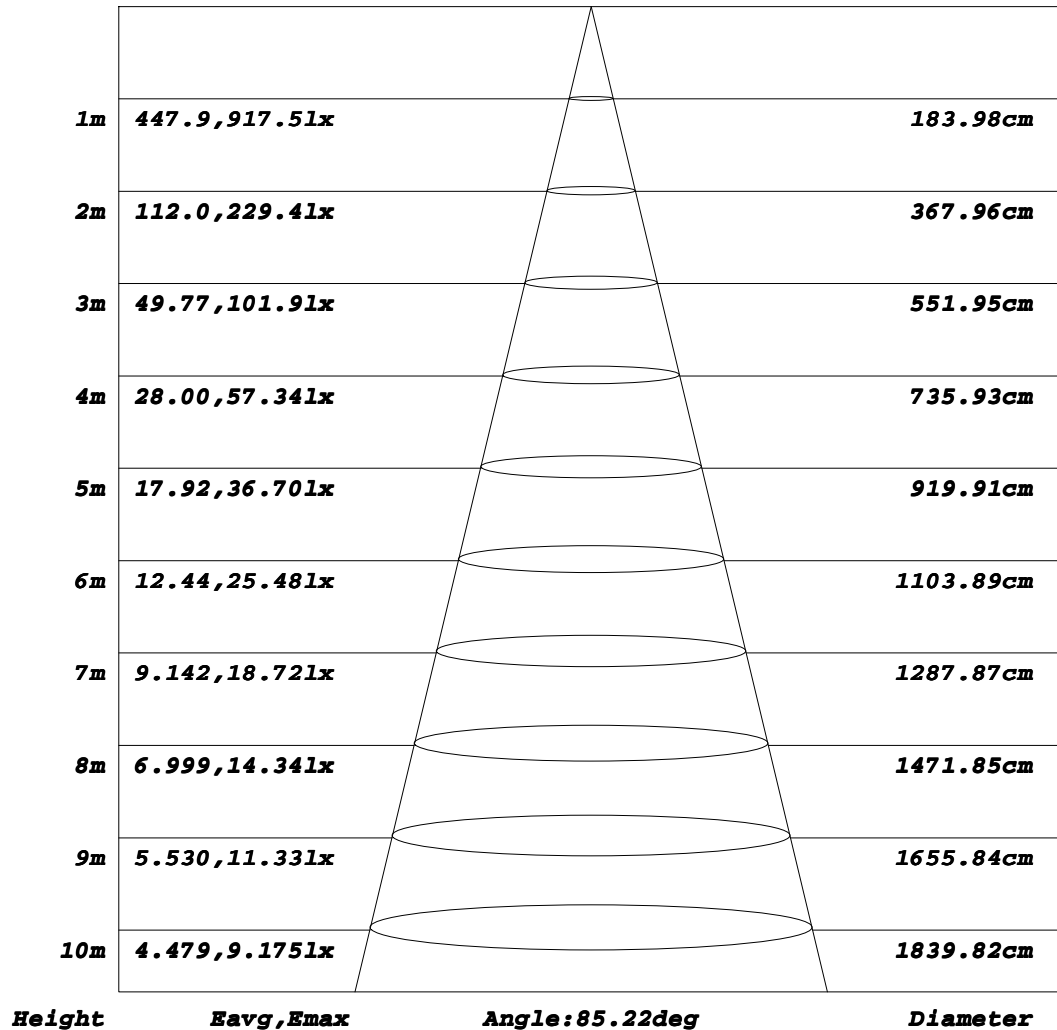 1m 447.9,917.5lx 183.98cm
2m 112.0,229.4lx 367.96cm
3m 49.77,101.9lx 551.95cm
4m 28.00,57.34lx 735.93cm
5m 17.92,36.70lx 919.91cm
6m 12.44,25.48lx 1103.89cm
7m 9.142,18.72lx 1287.87cm
8m 6.999,14.34lx 1471.85cm
9m 5.530,11.33lx 1655.84cm
10m 4.479,9.175lx 1839.82cm
Height Eavg,Emax Angle:85.22deg Diameter